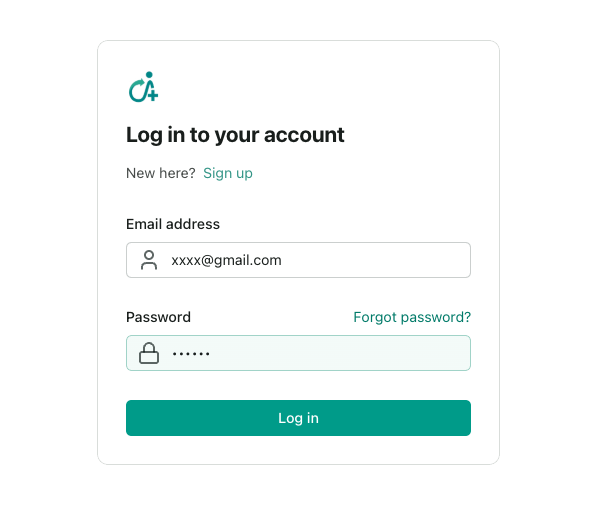 Log in to your account
New here? Sign up
Email address
xxxx@gmail.com
Password Forgot password?
••••••
Log in